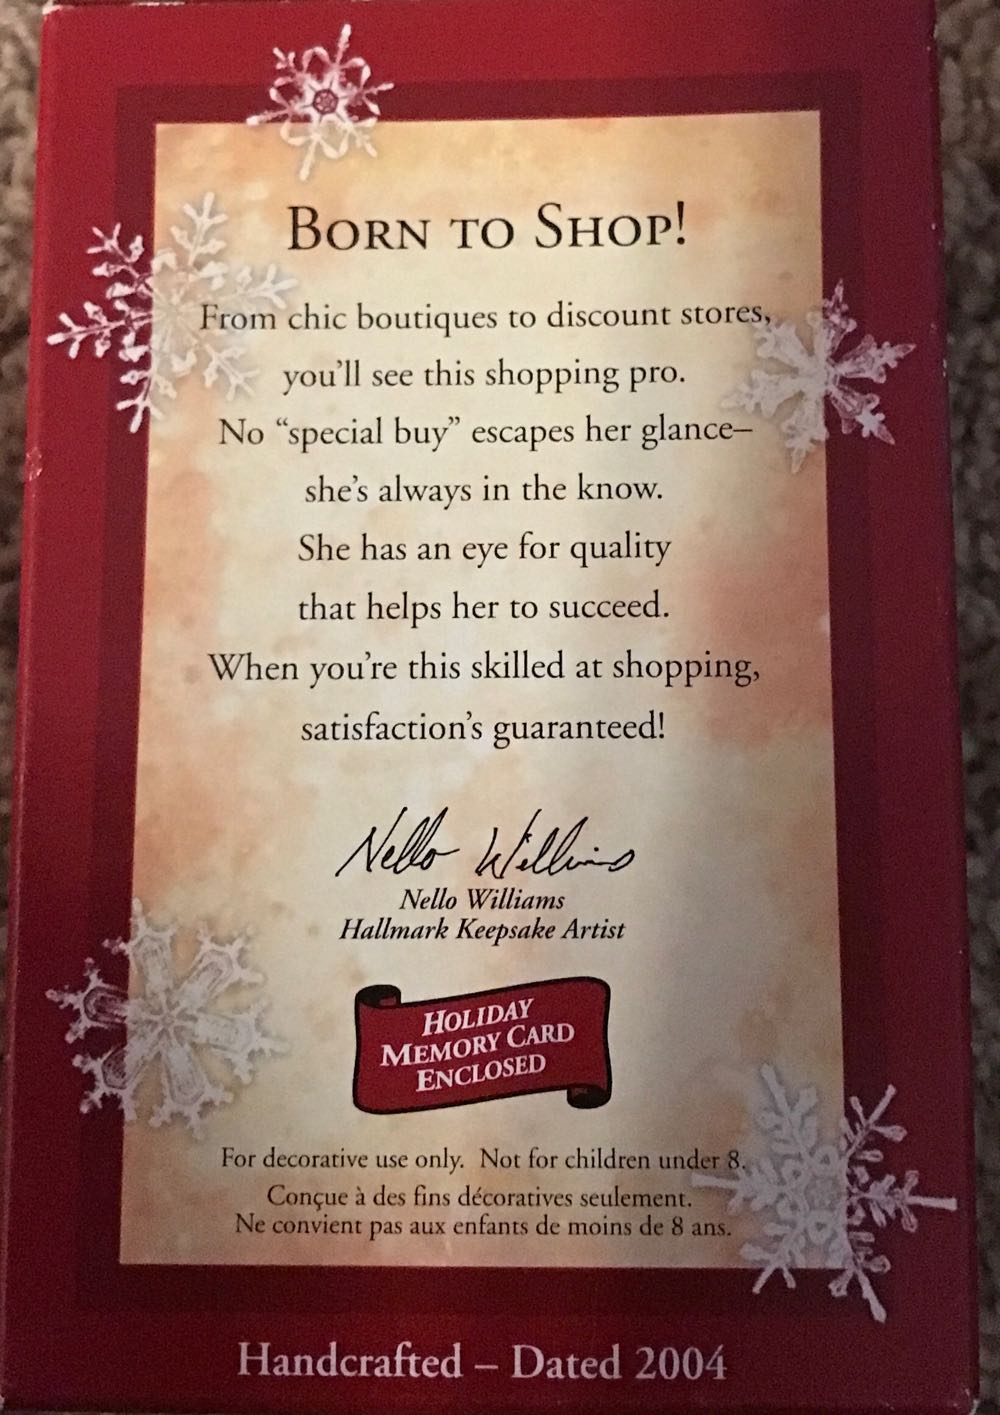 BORN TO SHOP!
From chic boutiques to discount stores,
you'll see this shopping pro.
No “special buy” escapes her glance–
she's always in the know.
She has an eye for quality
that helps her to succeed.
When you're this skilled at shopping,
satisfaction's guaranteed!
Nello Williams
Nello Williams
Hallmark Keepsake Artist
HOLIDAY
MEMORY CARD
ENCLOSED
For decorative use only. Not for children under 8.
Conçue à des fins décoratives seulement.
Ne convient pas aux enfants de moins de 8 ans.
Handcrafted – Dated 2004